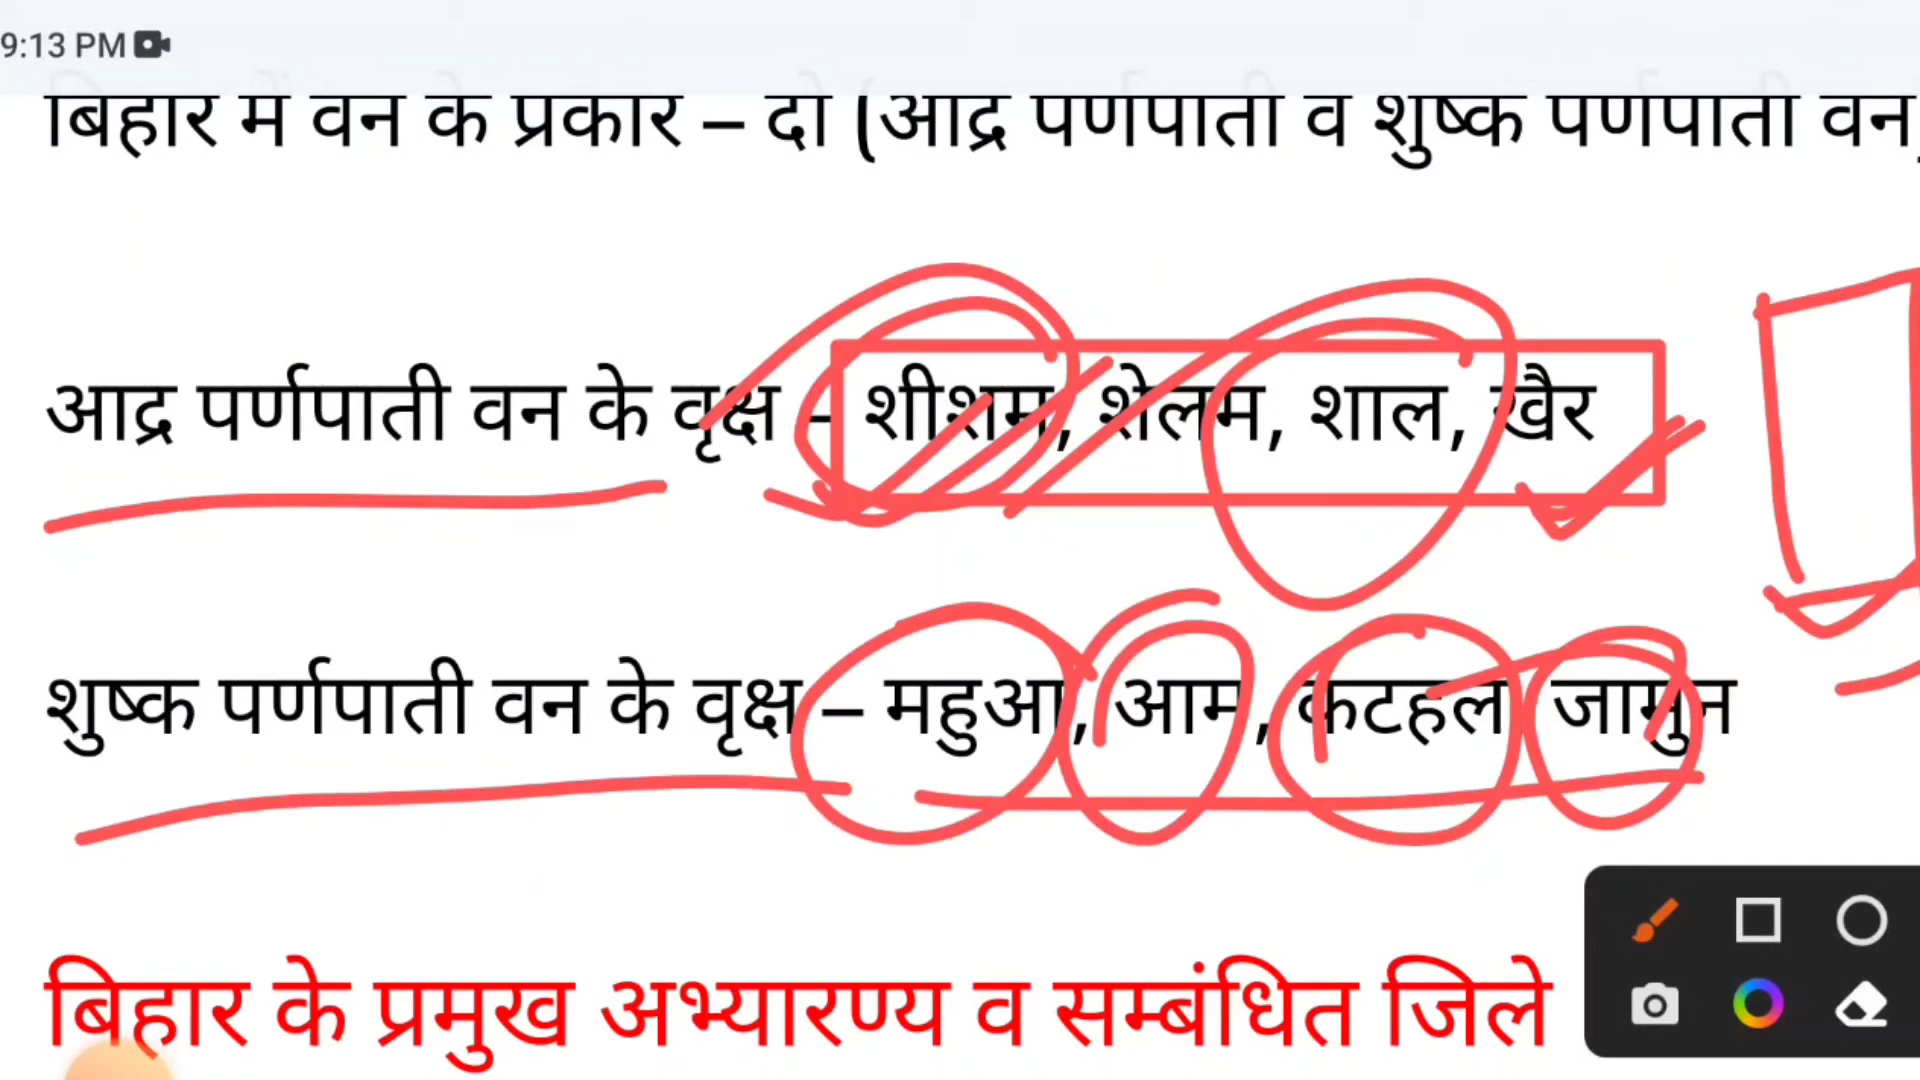 9:13 PM
बिहार में वन के प्रकार – दो (आद्र पर्णपाती व शुष्क पर्णपाती वन)
आद्र पर्णपाती वन के वृक्ष – शीशम, शेलम, शाल, खैर
शुष्क पर्णपाती वन के वृक्ष – महुआ, आम, कटहल, जामुन
बिहार के प्रमुख अभ्यारण्य व सम्बंधित जिले